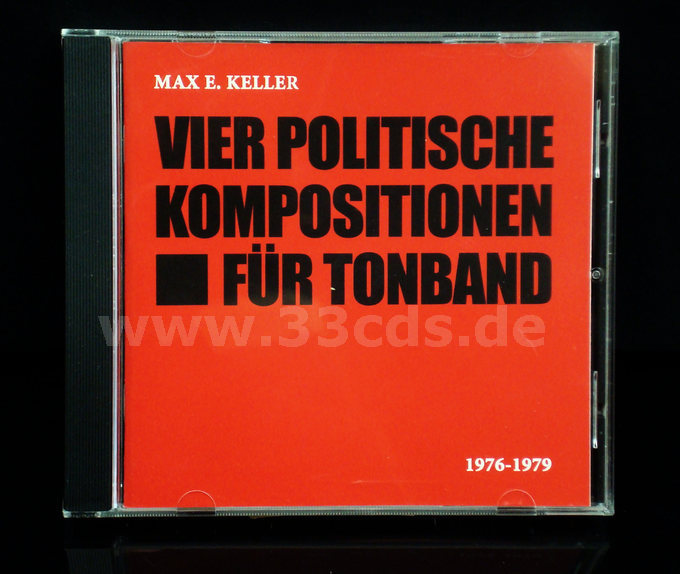 MAX E. KELLER
VIER POLITISCHE
KOMPOSITIONEN
FÜR TONBAND
www.33cds.de
1976-1979